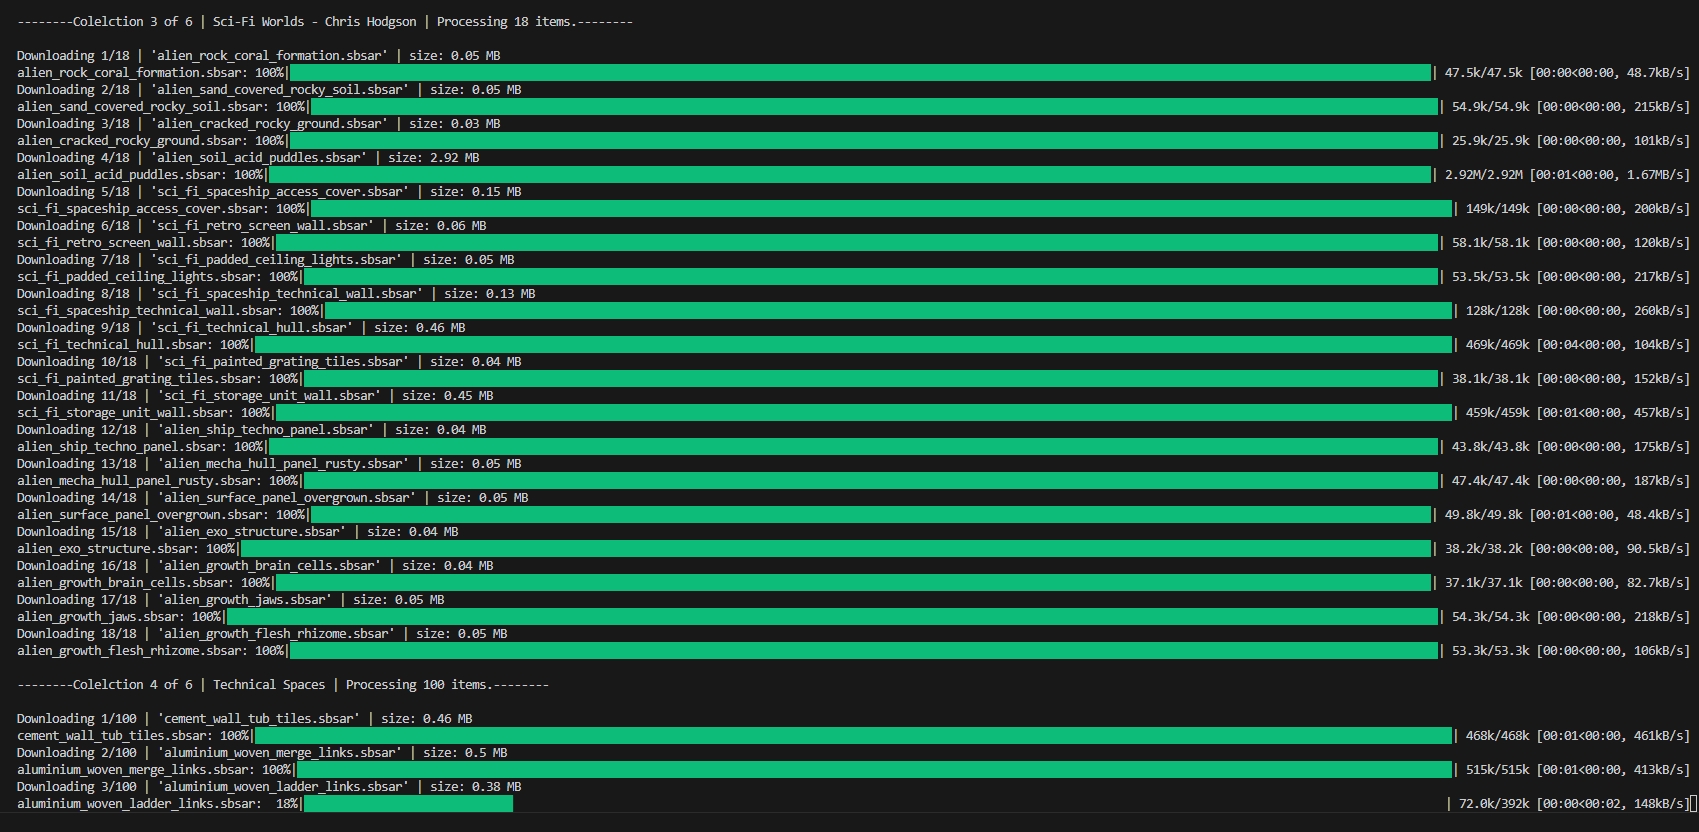 --------Colelction 3 of 6 | Sci-Fi Worlds - Chris Hodgson | Processing 18 items.--------
Downloading 1/18 | 'alien_rock_coral_formation.sbsar' | size: 0.05 MB
alien_rock_coral_formation.sbsar: 100%| | 47.5k/47.5k [00:00<00:00, 48.7kB/s]
Downloading 2/18 | 'alien_sand_covered_rocky_soil.sbsar' | size: 0.05 MB
alien_sand_covered_rocky_soil.sbsar: 100%| | 54.9k/54.9k [00:00<00:00, 215kB/s]
Downloading 3/18 | 'alien_cracked_rocky_ground.sbsar' | size: 0.03 MB
alien_cracked_rocky_ground.sbsar: 100%| | 25.9k/25.9k [00:00<00:00, 101kB/s]
Downloading 4/18 | 'alien_soil_acid_puddles.sbsar' | size: 2.92 MB
alien_soil_acid_puddles.sbsar: 100%| | 2.92M/2.92M [00:01<00:00, 1.67MB/s]
Downloading 5/18 | 'sci_fi_spaceship_access_cover.sbsar' | size: 0.15 MB
sci_fi_spaceship_access_cover.sbsar: 100%| | 149k/149k [00:00<00:00, 200kB/s]
Downloading 6/18 | 'sci_fi_retro_screen_wall.sbsar' | size: 0.06 MB
sci_fi_retro_screen_wall.sbsar: 100%| | 58.1k/58.1k [00:00<00:00, 120kB/s]
Downloading 7/18 | 'sci_fi_padded_ceiling_lights.sbsar' | size: 0.05 MB
sci_fi_padded_ceiling_lights.sbsar: 100%| | 53.5k/53.5k [00:00<00:00, 217kB/s]
Downloading 8/18 | 'sci_fi_spaceship_technical_wall.sbsar' | size: 0.13 MB
sci_fi_spaceship_technical_wall.sbsar: 100%| | 128k/128k [00:00<00:00, 260kB/s]
Downloading 9/18 | 'sci_fi_technical_hull.sbsar' | size: 0.46 MB
sci_fi_technical_hull.sbsar: 100%| | 469k/469k [00:04<00:00, 104kB/s]
Downloading 10/18 | 'sci_fi_painted_grating_tiles.sbsar' | size: 0.04 MB
sci_fi_painted_grating_tiles.sbsar: 100%| | 38.1k/38.1k [00:00<00:00, 152kB/s]
Downloading 11/18 | 'sci_fi_storage_unit_wall.sbsar' | size: 0.45 MB
sci_fi_storage_unit_wall.sbsar: 100%| | 459k/459k [00:01<00:00, 457kB/s]
Downloading 12/18 | 'alien_ship_techno_panel.sbsar' | size: 0.04 MB
alien_ship_techno_panel.sbsar: 100%| | 43.8k/43.8k [00:00<00:00, 175kB/s]
Downloading 13/18 | 'alien_mecha_hull_panel_rusty.sbsar' | size: 0.05 MB
alien_mecha_hull_panel_rusty.sbsar: 100%| | 47.4k/47.4k [00:00<00:00, 187kB/s]
Downloading 14/18 | 'alien_surface_panel_overgrown.sbsar' | size: 0.05 MB
alien_surface_panel_overgrown.sbsar: 100%| | 49.8k/49.8k [00:01<00:00, 48.4kB/s]
Downloading 15/18 | 'alien_exo_structure.sbsar' | size: 0.04 MB
alien_exo_structure.sbsar: 100%| | 38.2k/38.2k [00:00<00:00, 90.5kB/s]
Downloading 16/18 | 'alien_growth_brain_cells.sbsar' | size: 0.04 MB
alien_growth_brain_cells.sbsar: 100%| | 37.1k/37.1k [00:00<00:00, 82.7kB/s]
Downloading 17/18 | 'alien_growth_jaws.sbsar' | size: 0.05 MB
alien_growth_jaws.sbsar: 100%| | 54.3k/54.3k [00:00<00:00, 218kB/s]
Downloading 18/18 | 'alien_growth_flesh_rhizome.sbsar' | size: 0.05 MB
alien_growth_flesh_rhizome.sbsar: 100%| | 53.3k/53.3k [00:00<00:00, 106kB/s]
--------Colelction 4 of 6 | Technical Spaces | Processing 100 items.--------
Downloading 1/100 | 'cement_wall_tub_tiles.sbsar' | size: 0.46 MB
cement_wall_tub_tiles.sbsar: 100%| | 468k/468k [00:01<00:00, 461kB/s]
Downloading 2/100 | 'aluminium_woven_merge_links.sbsar' | size: 0.5 MB
aluminium_woven_merge_links.sbsar: 100%| | 515k/515k [00:01<00:00, 413kB/s]
Downloading 3/100 | 'aluminium_woven_ladder_links.sbsar' | size: 0.38 MB
aluminium_woven_ladder_links.sbsar: 18%| | 72.0k/392k [00:00<00:02, 148kB/s]